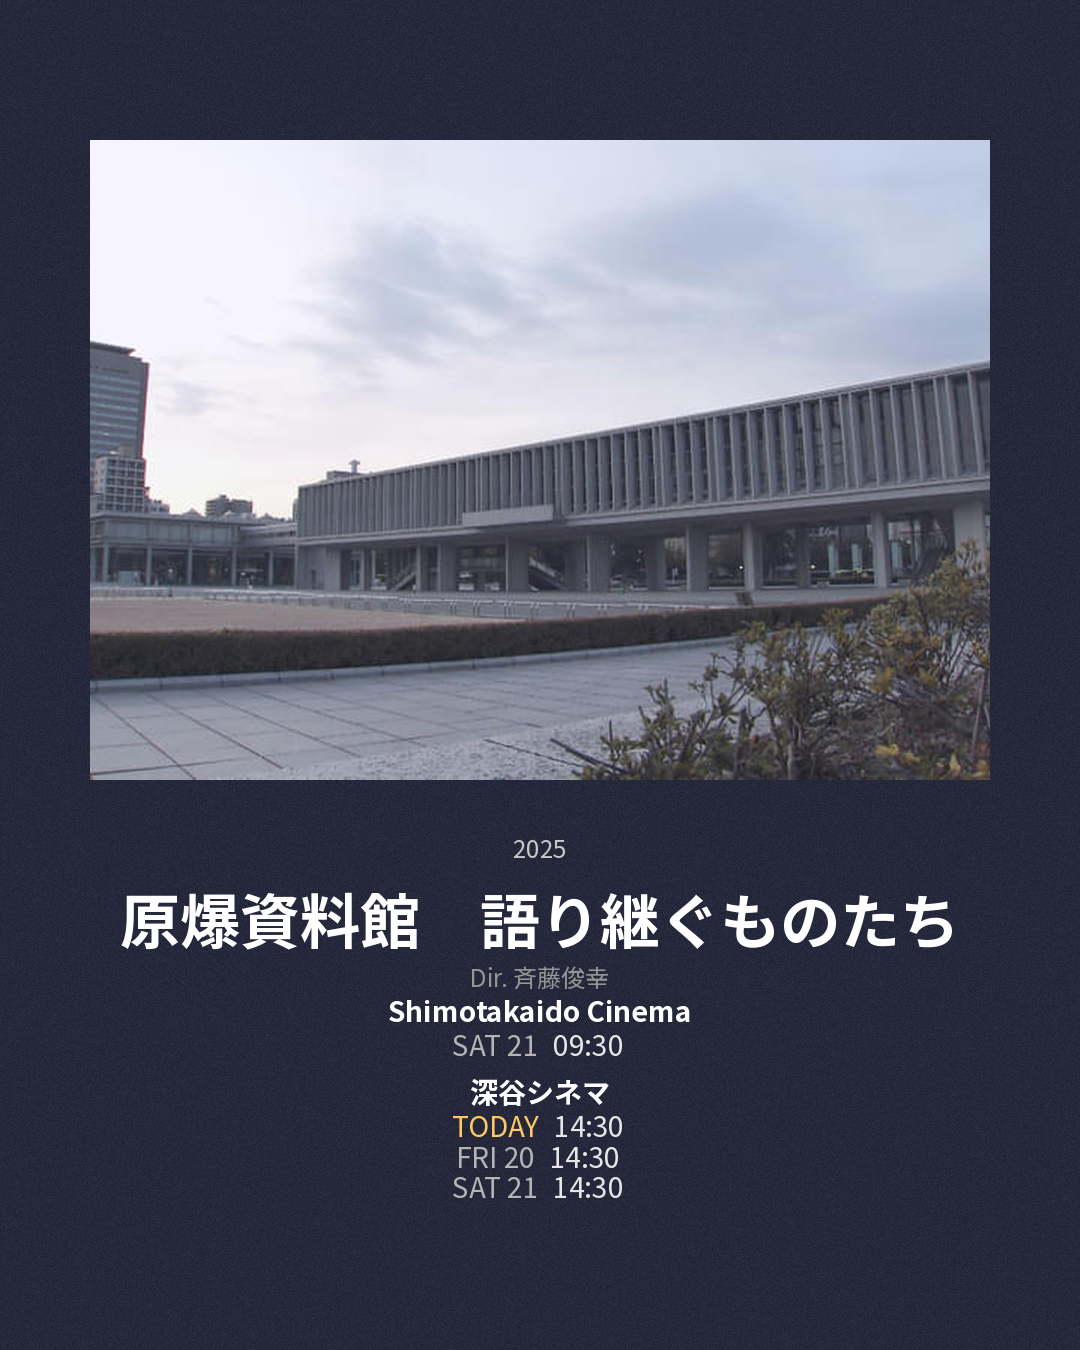 2025
原爆資料館　語り継ぐものたち
Dir. 斉藤俊幸
Shimotakaido Cinema
SAT 21 09:30
深谷シネマ
TODAY 14:30
FRI 20 14:30
SAT 21 14:30